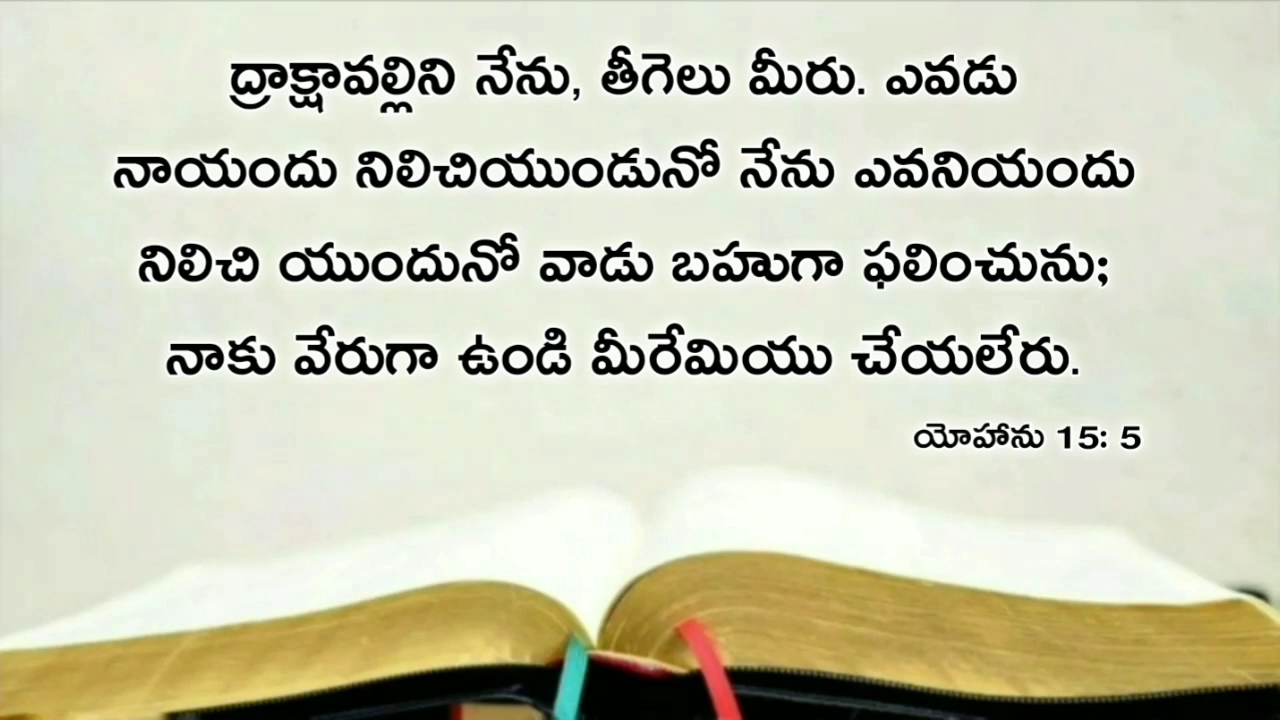 ద్రాక్షావల్లిని నేను, తీగెలు మీరు. ఎవడు
నాయందు నిలిచియుండునో నేను ఎవనియందు
నిలిచి యుందునో వాడు బహుగా ఫలించును;
నాకు వేరుగా ఉండి మీరేమియు చేయలేరు.
యోహాను 15: 5